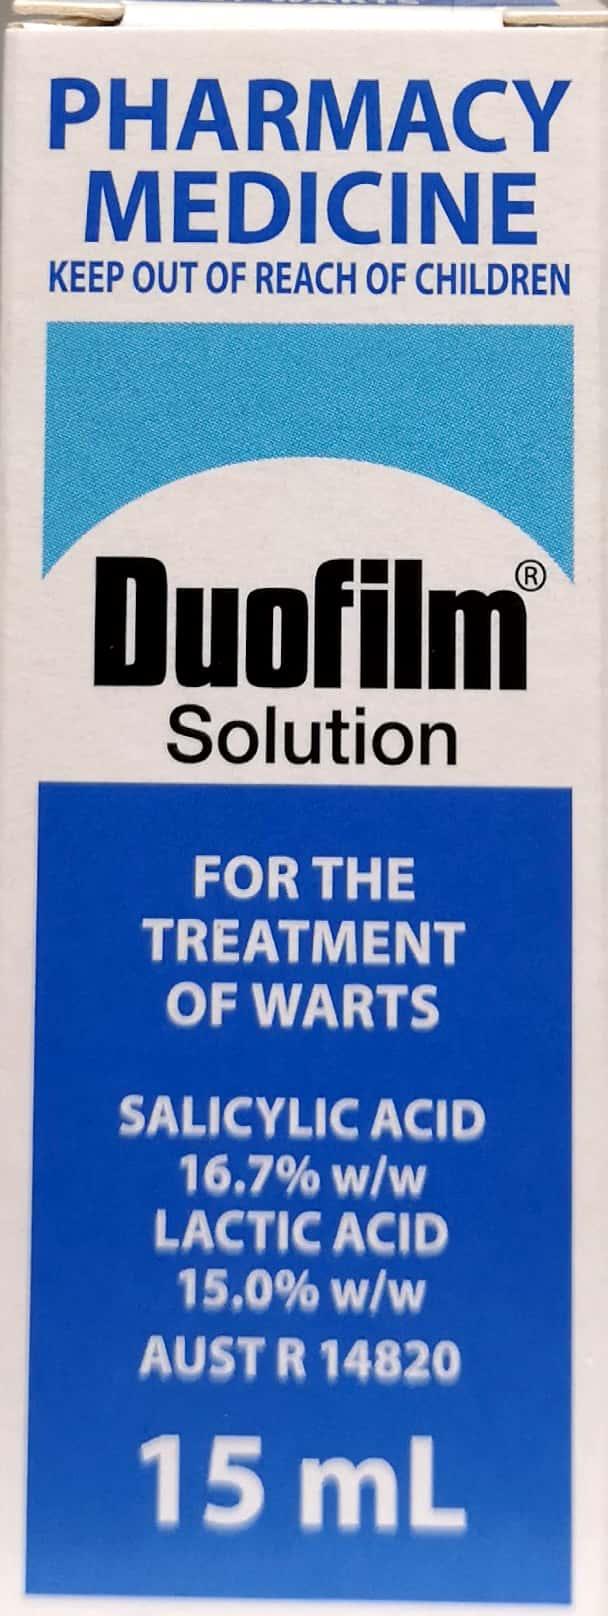 WARTS
PHARMACY
MEDICINE
KEEP OUT OF REACH OF CHILDREN
Duofilm®
Solution
FOR THE
TREATMENT
OF WARTS
SALICYLIC ACID
16.7% w/w
LACTIC ACID
15.0% w/w
AUST R 14820
15 mL